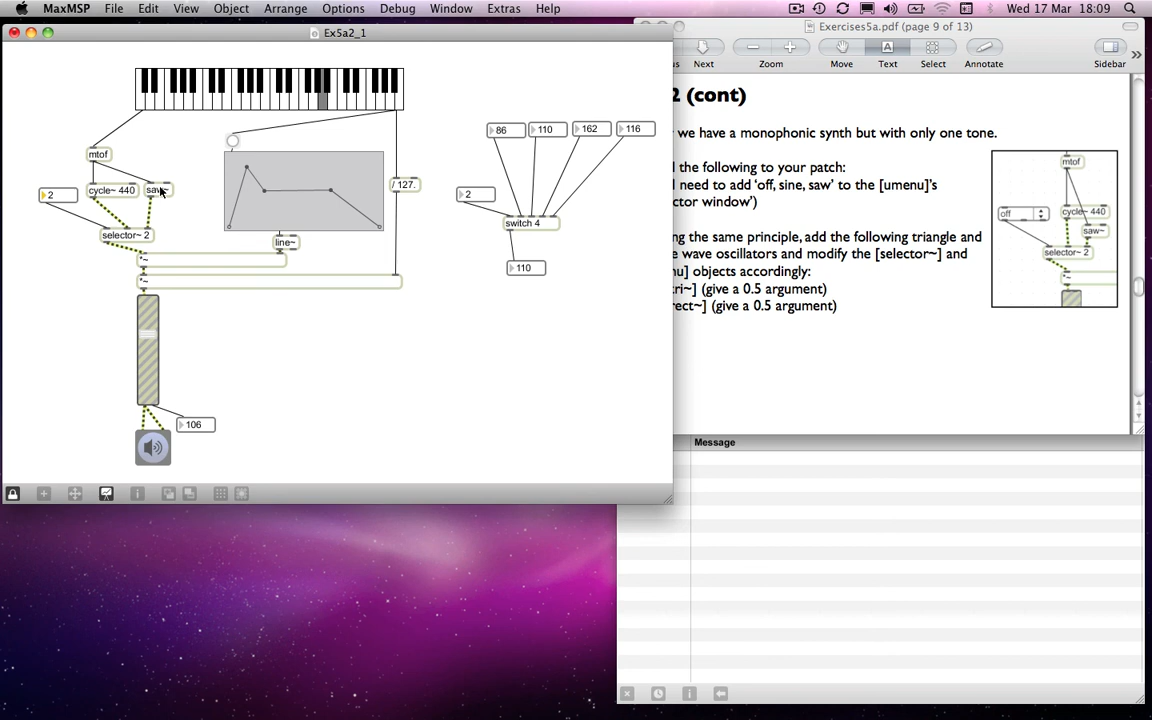 MaxMSP File Edit View Object Arrange Options Debug Window Extras Help
Wed 17 Mar 18:09
Ex5a2_1
Exercises5a.pdf (page 9 of 13)
us Next Zoom Move Text Select Annotate Sidebar
2 (cont)
we have a monophonic synth but with only one tone.
d the following to your patch:
need to add ‘off, sine, saw’ to the [umenu]’s
ctor window’)
ng the same principle, add the following triangle and
e wave oscillators and modify the [selector~] and
nu] objects accordingly:
tri~] (give a 0.5 argument)
rect~] (give a 0.5 argument)
mtof
off
cycle~ 440
saw~
selector~ 2
*~
mtof
2
cycle~ 440
selector~ 2
/ 127.
line~
*~
*~
106
86 110 162 116
2
switch 4
110
Message